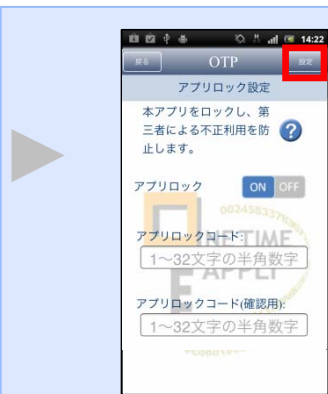 14:22
戻る OTP 設定
アプリロック設定
本アプリをロックし、第
三者による不正利用を防
止します。
?
アプリロック ON OFF
アプリロックコード:
1〜32文字の半角数字
アプリロックコード(確認用):
1〜32文字の半角数字